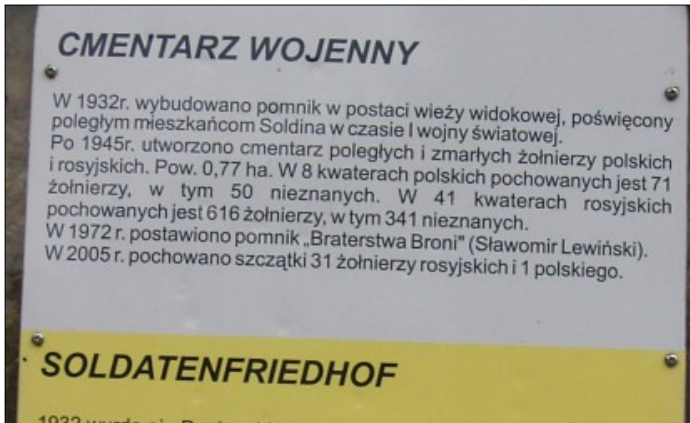 CMENTARZ WOJENNY
W 1932r. wybudowano pomnik w postaci wieży widokowej, poświęcony
poległym mieszkańcom Soldina w czasie I wojny światowej.
Po 1945r. utworzono cmentarz poległych i zmarłych żołnierzy polskich
i rosyjskich. Pow. 0,77 ha. W 8 kwaterach polskich pochowanych jest 71
żołnierzy, w tym 50 nieznanych. W 41 kwaterach rosyjskich
pochowanych jest 616 żołnierzy, w tym 341 nieznanych.
W 1972 r. postawiono pomnik „Braterstwa Broni" (Sławomir Lewiński).
W 2005 r. pochowano szczątki 31 żołnierzy rosyjskich i 1 polskiego.
SOLDATENFRIEDHOF
1932 wurde